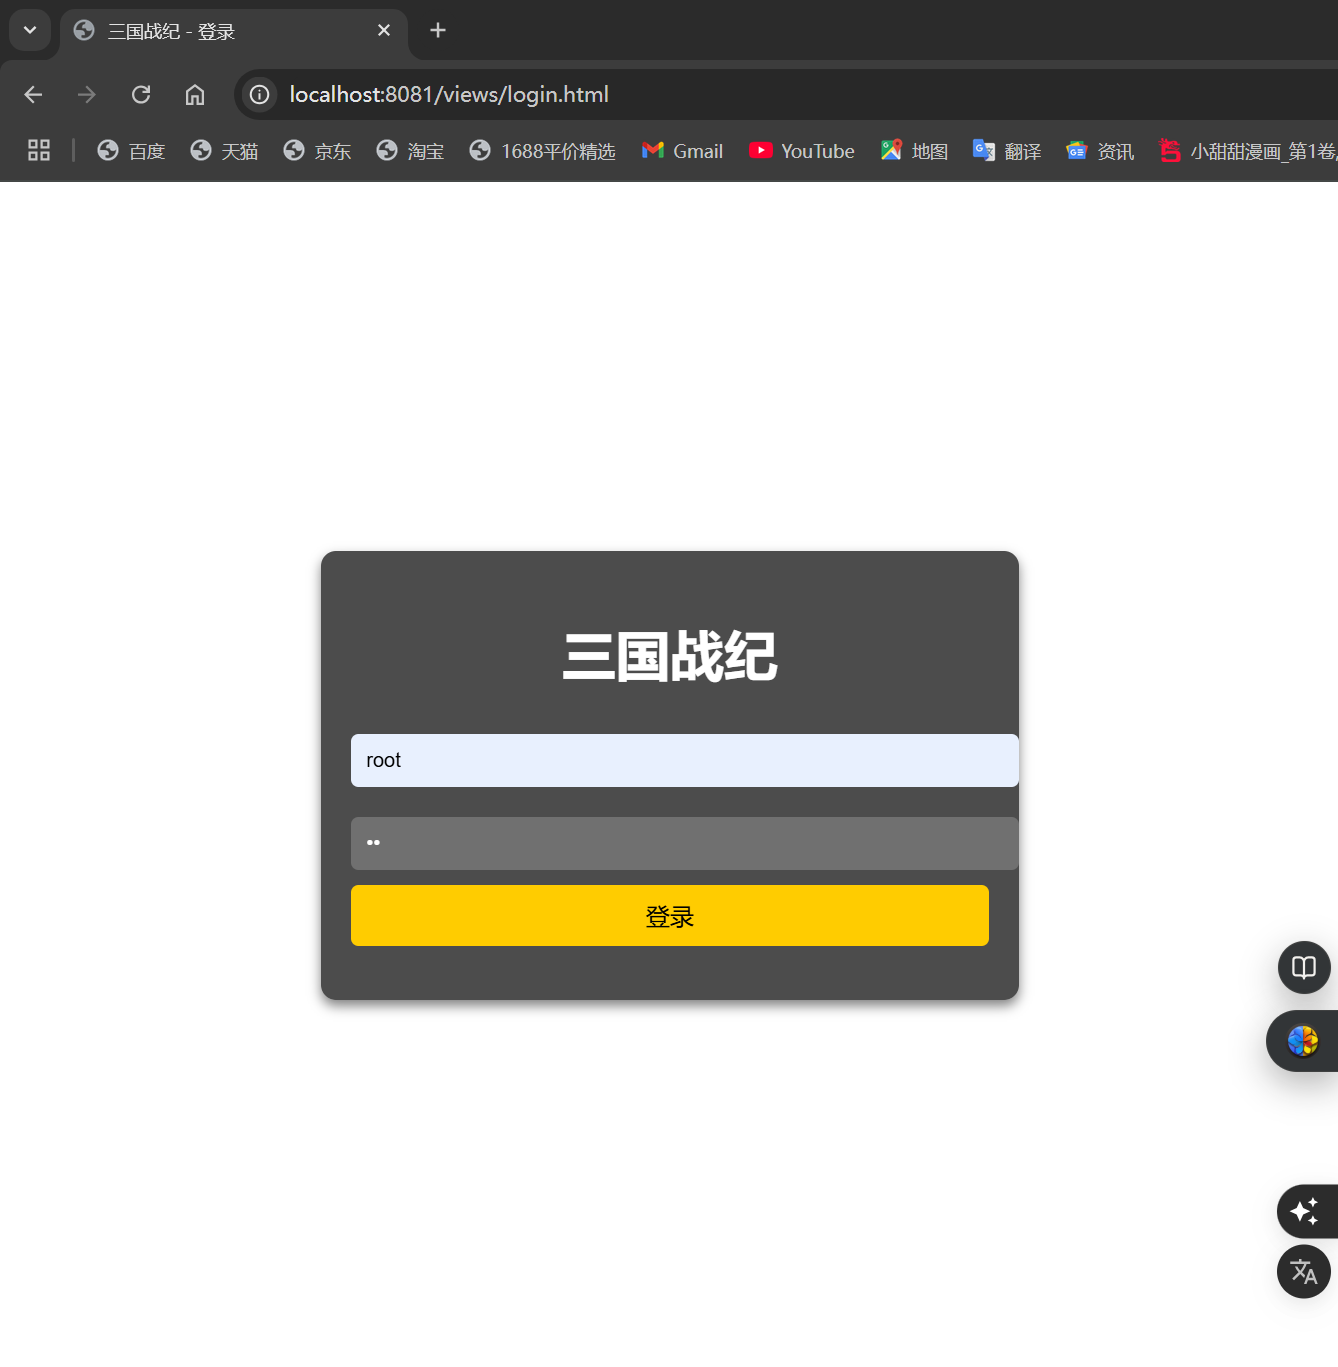 三国战纪 - 登录
localhost:8081/views/login.html
百度 天猫 京东 淘宝 1688平价精选 Gmail YouTube 地图 翻译 资讯 小甜甜漫画_第1卷
三国战纪
root
••
登录